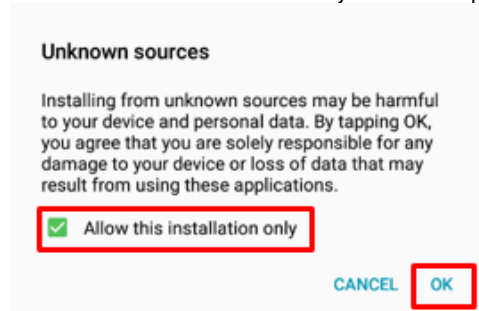 Unknown sources
Installing from unknown sources may be harmful
to your device and personal data. By tapping OK,
you agree that you are solely responsible for any
damage to your device or loss of data that may
result from using these applications.
Allow this installation only
CANCEL OK